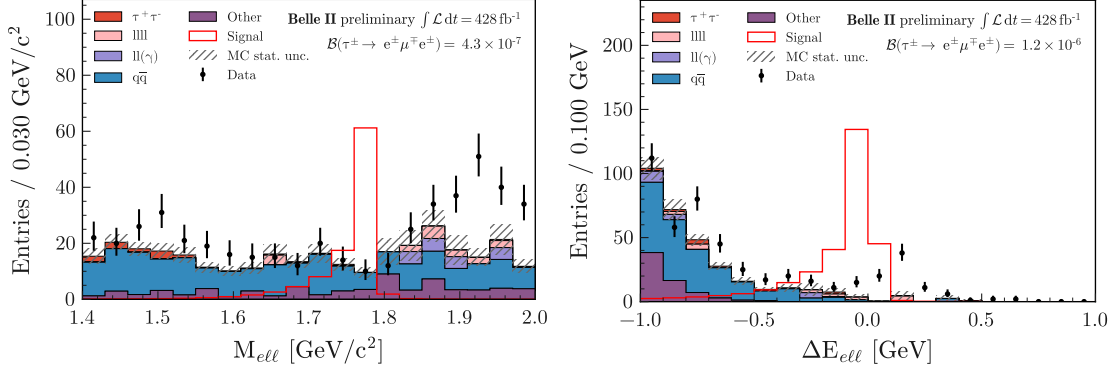 Entries / 0.030 GeV/c²
100
80
60
40
20
0
τ⁺τ⁻
llll
ll(γ)
qq̅
Other
Signal
MC stat. unc.
Data
Belle II preliminary ∫ ℒ dt = 428 fb⁻¹
ℬ(τ± → e±μ∓e±) = 4.3 × 10⁻⁷
1.4 1.5 1.6 1.7 1.8 1.9 2.0
M_eℓℓ [GeV/c²]
Entries / 0.100 GeV
200
150
100
50
0
τ⁺τ⁻
llll
ll(γ)
qq̅
Other
Signal
MC stat. unc.
Data
Belle II preliminary ∫ ℒ dt = 428 fb⁻¹
ℬ(τ± → e±μ∓e±) = 1.2 × 10⁻⁶
−1.0 −0.5 0.0 0.5 1.0
ΔE_eℓℓ [GeV]